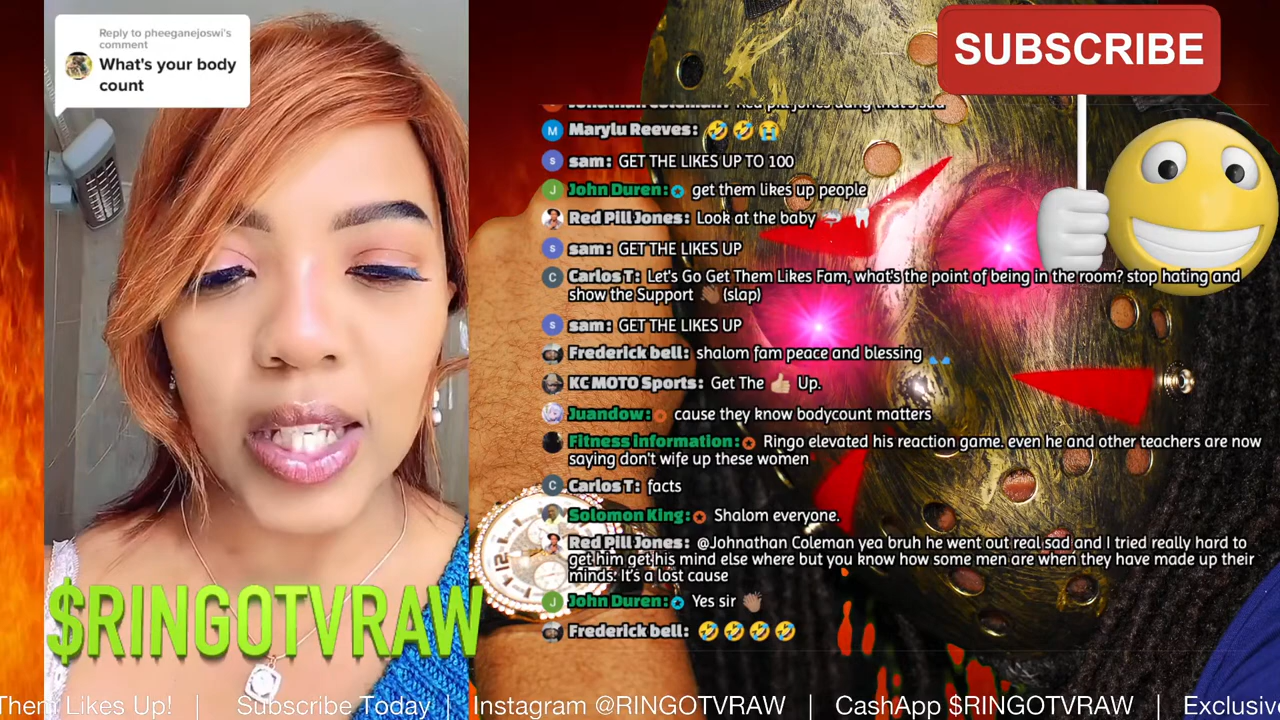 Reply to pheeganejoswi's
comment
What's your body
count
SUBSCRIBE
Marylu Reeves: 🤣 🤣 😭
sam: GET THE LIKES UP TO 100
John Duren: get them likes up people
Red Pill Jones: Look at the baby 🦈 🦷
sam: GET THE LIKES UP
Carlos T: Let's Go Get Them Likes Fam, what's the point of being in the room? stop hating and
show the Support 👋🏾 (slap)
sam: GET THE LIKES UP
Frederick bell: shalom fam peace and blessing
KC MOTO Sports: Get The 👍🏼 Up.
Juandow: cause they know bodycount matters
Fitness information: Ringo elevated his reaction game. even he and other teachers are now
saying don't wife up these women
Carlos T: facts
Solomon King: Shalom everyone.
Red Pill Jones: @Johnathan Coleman yea bruh he went out real sad and I tried really hard to
get him get his mind else where but you know how some men are when they have made up their
minds. It's a lost cause
John Duren: Yes sir 👏🏽
Frederick bell: 🤣 🤣 🤣 🤣
$RINGOTVRAW
Them Likes Up! | Subscribe Today | Instagram @RINGOTVRAW | CashApp $RINGOTVRAW | Exclusive